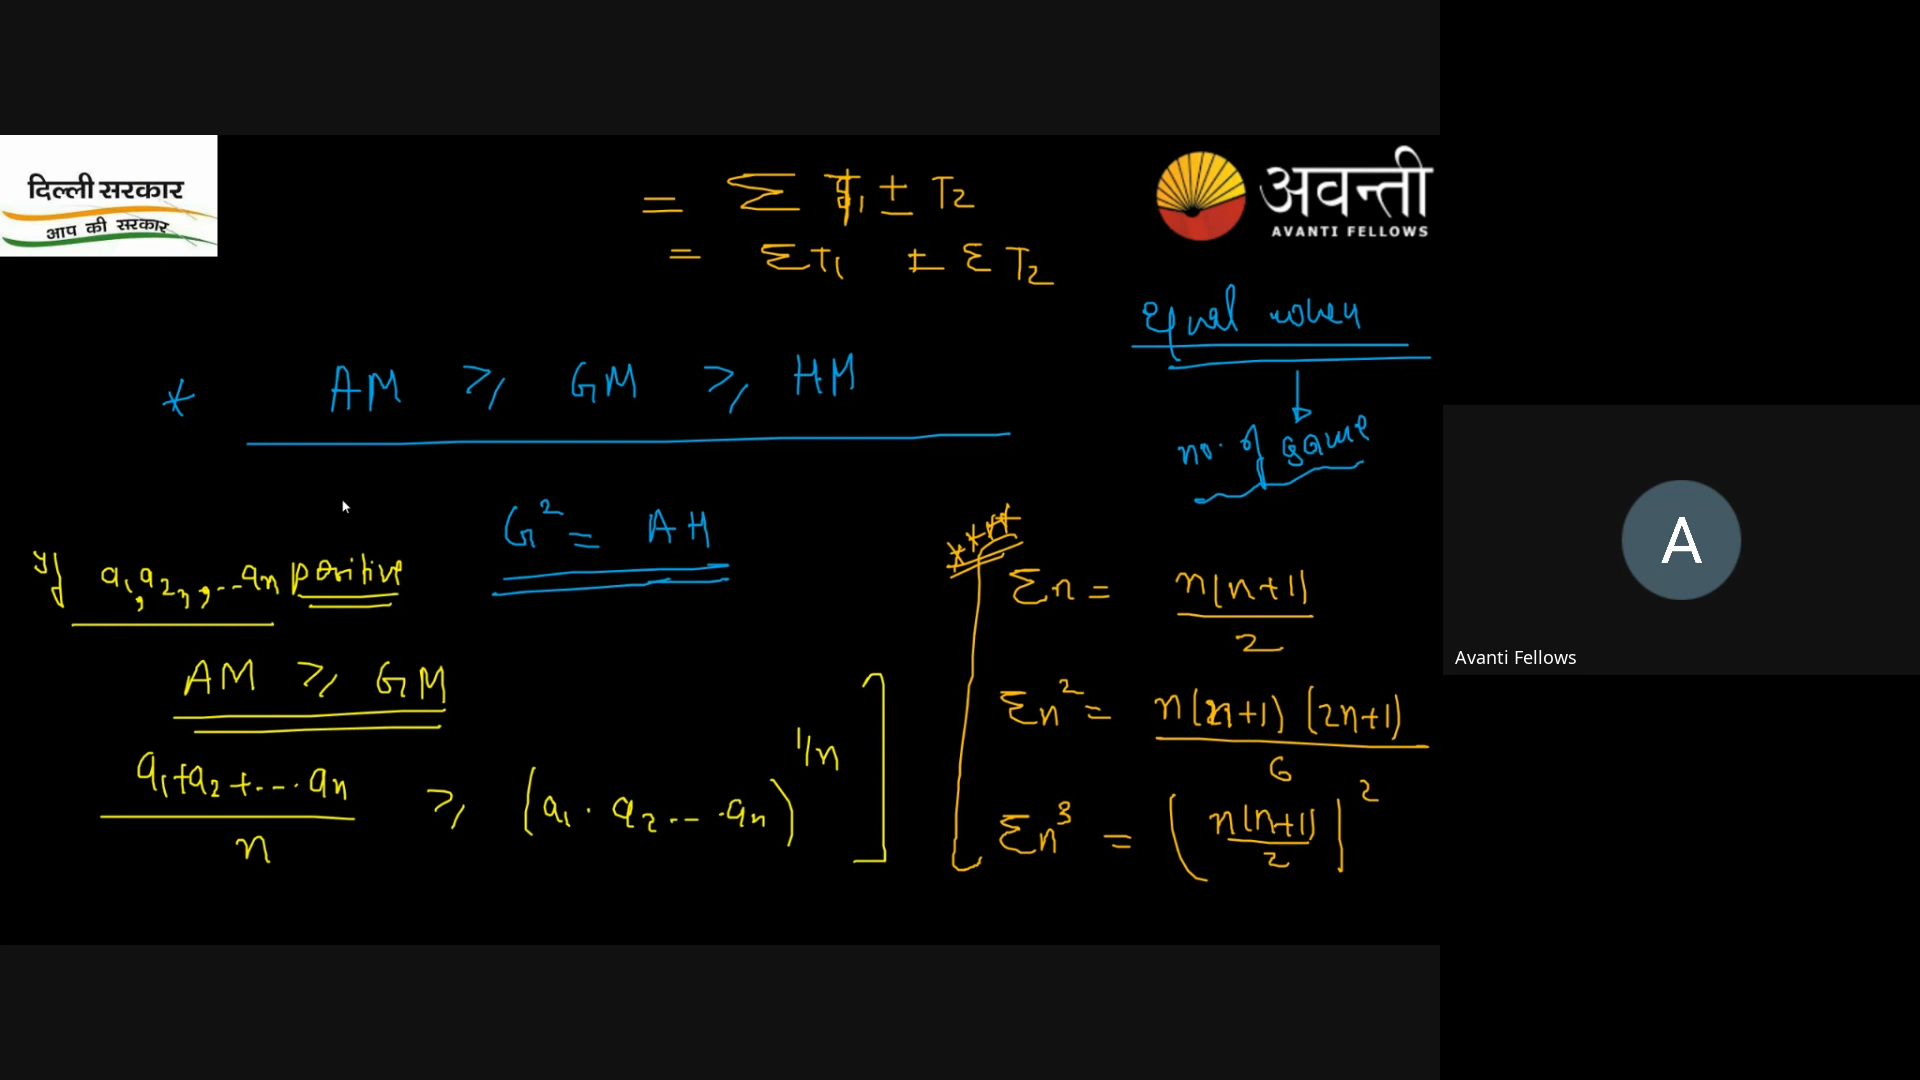 दिल्ली सरकार
आप की सरकार
= Σ T₁ ± T₂
= ΣT₁ ± Σ T₂
अवन्ती
AVANTI FELLOWS
Equal when
no. of same
* AM ⩾ GM ⩾ HM
G² = AH
If a₁, a₂, , .. aₙ positive
AM ⩾ GM
a₁+a₂+---. aₙ / n ⩾ (a₁ . a₂ .-- .aₙ)^1/n ]
****
Σn = n(n+1) / 2
Σn² = n(n+1) (2n+1) / 6
Σn³ = (n(n+1) / 2)²
A
Avanti Fellows